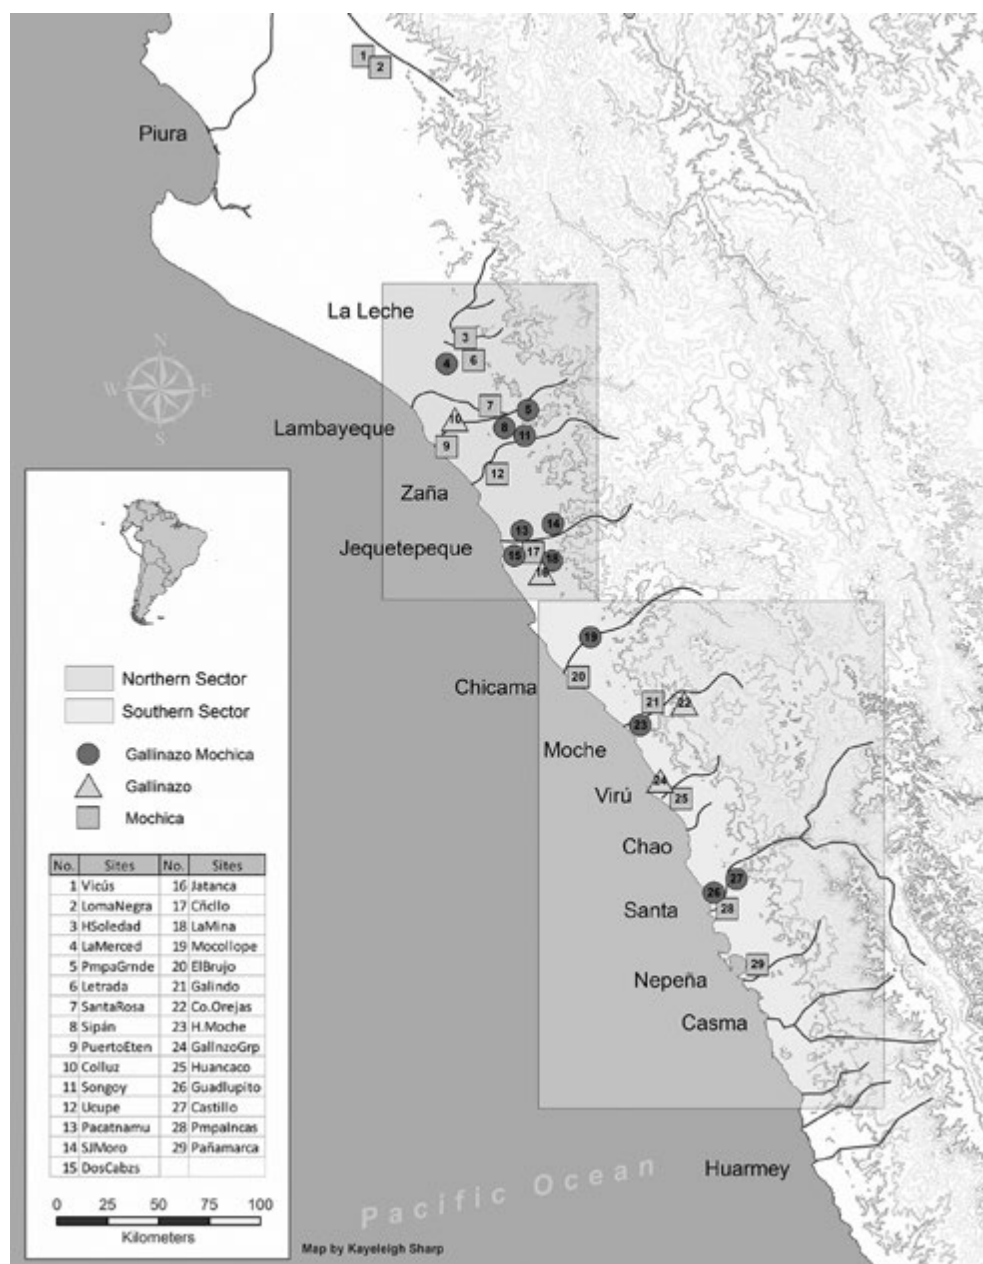 1
2
Piura
La Leche
3
4
6
N
W E
S
7
5
10
8
11
Lambayeque
9
12
Zaña
13
14
Jequetepeque
15
17
18
16
19
Chicama
20
21
22
23
Moche
24
Virú
25
Chao
27
26
Santa
28
29
Nepeña
Casma
Huarmey
Northern Sector
Southern Sector
Gallinazo Mochica
Gallinazo
Mochica
No. Sites No. Sites
1 Vicús 16 Jatanca
2 LomaNegra 17 Cñcllo
3 HSoledad 18 LaMina
4 LaMerced 19 Mocollope
5 PmpaGrnde 20 ElBrujo
6 Letrada 21 Galindo
7 SantaRosa 22 Co.Orejas
8 Sipán 23 H.Moche
9 PuertoEten 24 GallnzoGrp
10 Colluz 25 Huancaco
11 Songoy 26 Guadlupito
12 Ucupe 27 Castillo
13 Pacatnamu 28 PmpaIncas
14 SJMoro 29 Pañamarca
15 DosCabzs
0 25 50 75 100
Kilometers
Pacific Ocean
Map by Kayeleigh Sharp